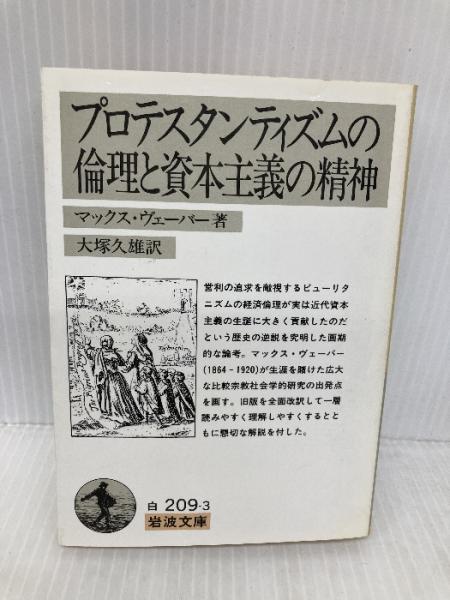 プロテスタンティズムの
倫理と資本主義の精神
マックス・ヴェーバー著
大塚久雄訳
営利の追求を敵視するピューリタ
ニズムの経済倫理が実は近代資本
主義の生誕に大きく貢献したのだ
という歴史の逆説を究明した画期
的な論考。マックス・ヴェーバー
(1864-1920)が生涯を賭けた広大
な比較宗教社会学的研究の出発点
を画す。旧版を全面改訳して一層
読みやすく理解しやすくするとと
もに懇切な解説を付した。
白 209-3
岩波文庫